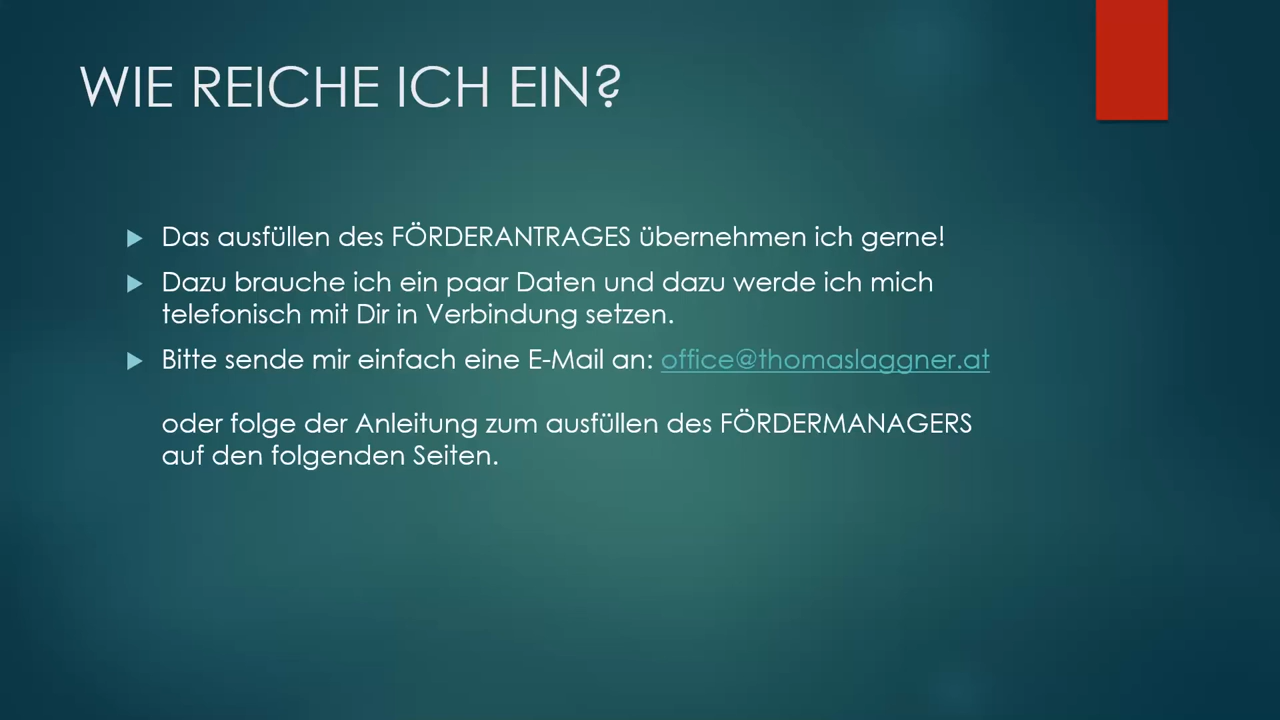 WIE REICHE ICH EIN?
Das ausfüllen des FÖRDERANTRAGES übernehmen ich gerne!
Dazu brauche ich ein paar Daten und dazu werde ich mich
telefonisch mit Dir in Verbindung setzen.
Bitte sende mir einfach eine E-Mail an: office@thomaslaggner.at
oder folge der Anleitung zum ausfüllen des FÖRDERMANAGERS
auf den folgenden Seiten.